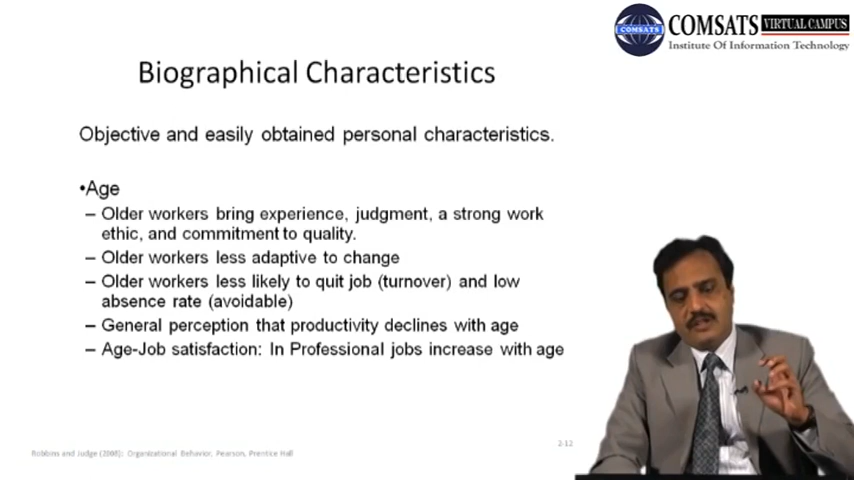 COMSATS VIRTUAL CAMPUS
COMSATS
Institute Of Information Technology
Biographical Characteristics
Objective and easily obtained personal characteristics.
•Age
– Older workers bring experience, judgment, a strong work
ethic, and commitment to quality.
– Older workers less adaptive to change
– Older workers less likely to quit job (turnover) and low
absence rate (avoidable)
– General perception that productivity declines with age
– Age-Job satisfaction: In Professional jobs increase with age
2-12
Robbins and Judge (2008): Organizational Behavior, Pearson, Prentice Hall